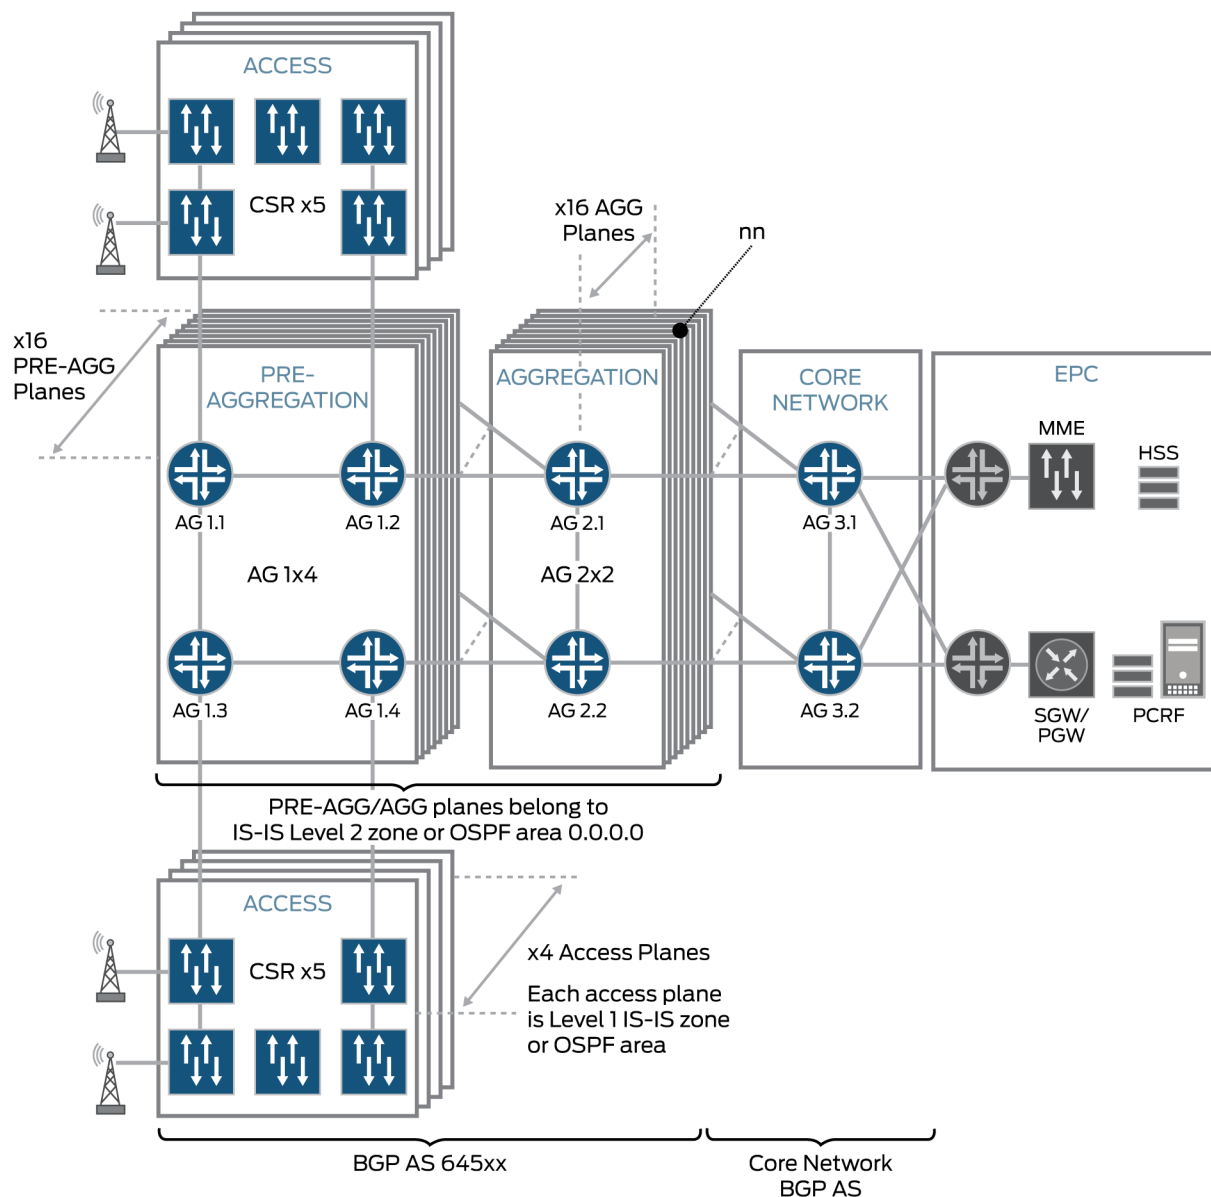 ACCESS
CSR x5
x16 AGG
Planes
nn
x16
PRE-AGG
Planes
PRE-
AGGREGATION
AG 1.1
AG 1.2
AG 1x4
AG 1.3
AG 1.4
AGGREGATION
AG 2.1
AG 2x2
AG 2.2
CORE
NETWORK
AG 3.1
AG 3.2
EPC
MME
HSS
SGW/
PGW
PCRF
PRE-AGG/AGG planes belong to
IS-IS Level 2 zone or OSPF area 0.0.0.0
ACCESS
CSR x5
x4 Access Planes
Each access plane
is Level 1 IS-IS zone
or OSPF area
BGP AS 645xx
Core Network
BGP AS